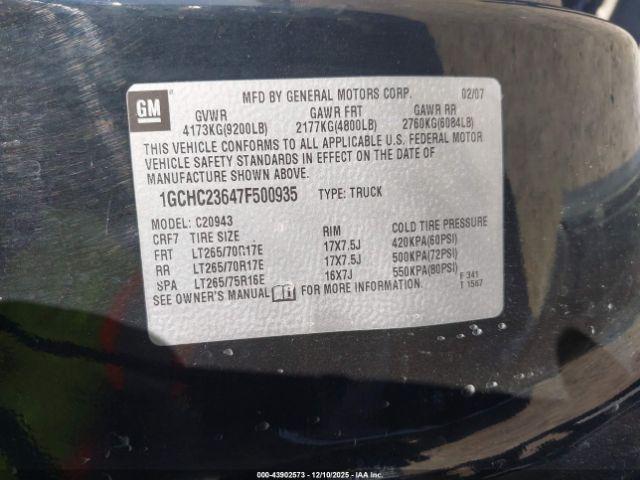 GM
MFD BY GENERAL MOTORS CORP. 02/07
GVWR GAWR FRT GAWR RR
4173KG(9200LB) 2177KG(4800LB) 2760KG(6084LB)
THIS VEHICLE CONFORMS TO ALL APPLICABLE U.S. FEDERAL MOTOR
VEHICLE SAFETY STANDARDS IN EFFECT ON THE DATE OF
MANUFACTURE SHOWN ABOVE.
1GCHC23647F500935 TYPE: TRUCK
MODEL: C20943
CRF7 TIRE SIZE RIM COLD TIRE PRESSURE
FRT LT265/70R17E 17X7.5J 420KPA(60PSI)
RR LT265/70R17E 17X7.5J 500KPA(72PSI)
SPA LT265/75R16E 16X7J 550KPA(80PSI)
SEE OWNER'S MANUAL FOR MORE INFORMATION. F 341
T 1567
000-43902573 • 12/10/2025 • IAA Inc.